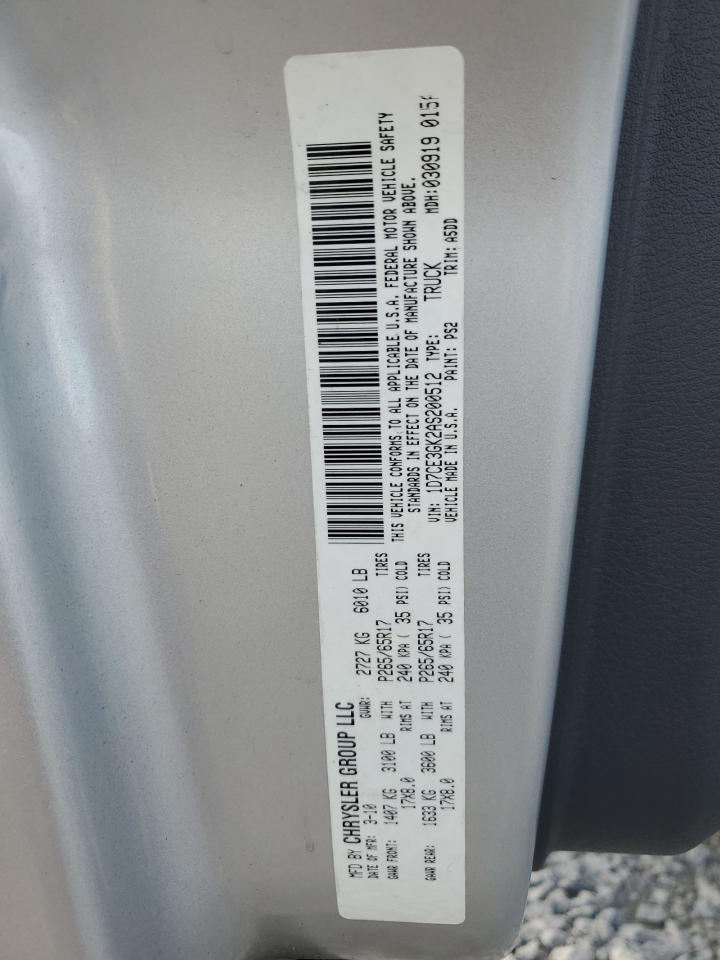 MFD BY CHRYSLER GROUP LLC
DATE OF MFR: 3-10 GVWR: 2727 KG 6010 LB
GAWR FRONT: 1407 KG 3100 LB WITH P265/65R17 TIRES
17X8.0 RIMS AT 240 KPA ( 35 PSI) COLD
GAWR REAR: 1633 KG 3600 LB WITH P265/65R17 TIRES
17X8.0 RIMS AT 240 KPA ( 35 PSI) COLD
THIS VEHICLE CONFORMS TO ALL APPLICABLE U.S.A. FEDERAL MOTOR VEHICLE SAFETY
STANDARDS IN EFFECT ON THE DATE OF MANUFACTURE SHOWN ABOVE.
VIN: 1D7CE3GK2AS200512 TYPE: TRUCK MDH:030919 015F
VEHICLE MADE IN U.S.A. PAINT: PS2 TRIM: A5DD